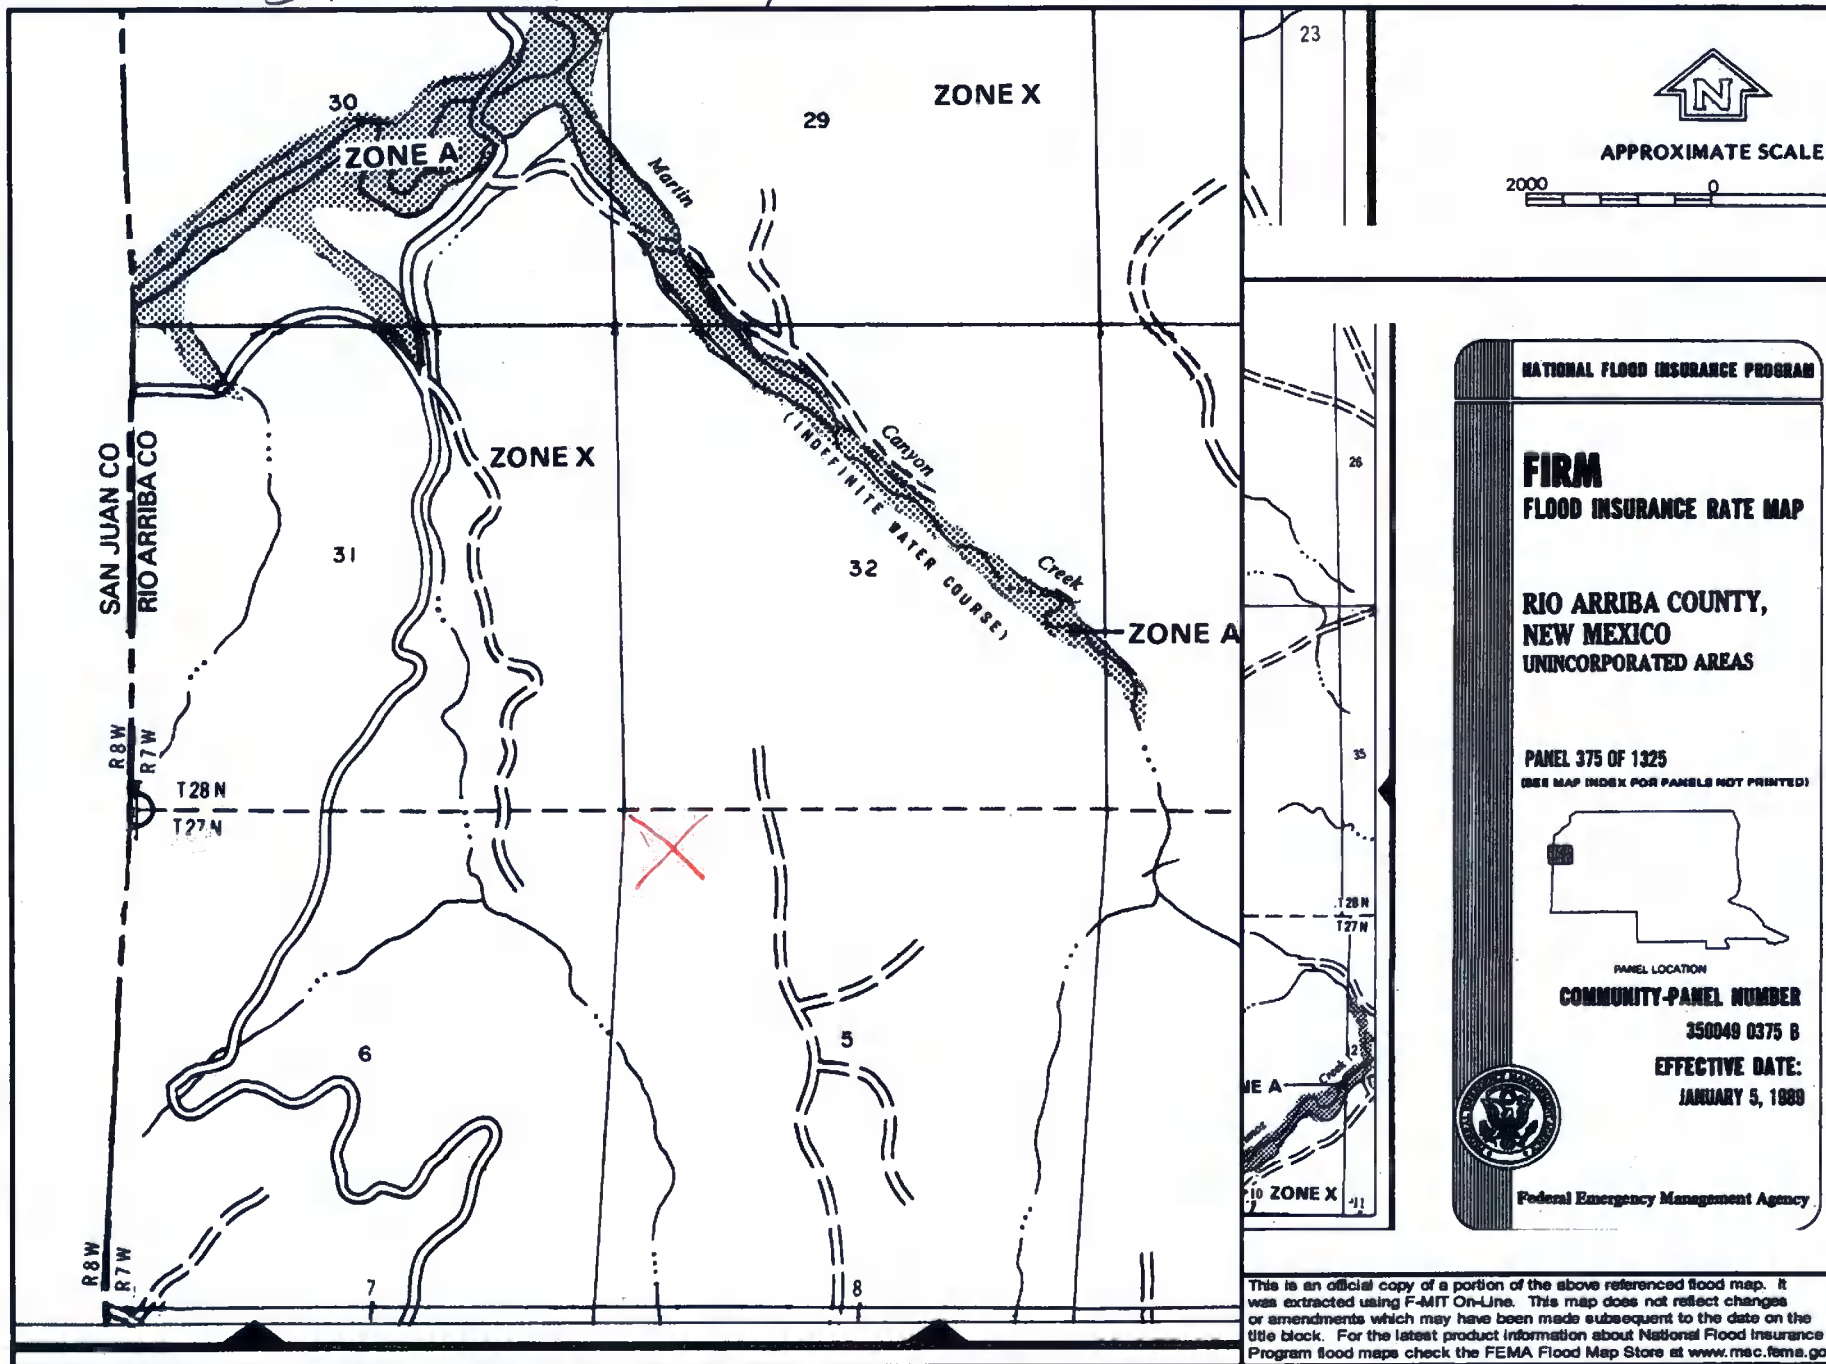 30
ZONE A
29
ZONE X
Martin
23
N
APPROXIMATE SCALE
2000
0
SAN JUAN CO
RIO ARRIBA CO
ZONE X
31
32
Canyon
(INDEFINITE WATER COURSE)
Creek
ZONE A
R8W
R7W
T28N
T27N
6
5
R8W
R7W
7
8
26
35
T28N
T27N
2
NE A
Creek
10
ZONE X
11
NATIONAL FLOOD INSURANCE PROGRAM
FIRM
FLOOD INSURANCE RATE MAP
RIO ARRIBA COUNTY,
NEW MEXICO
UNINCORPORATED AREAS
PANEL 375 OF 1325
(SEE MAP INDEX FOR PANELS NOT PRINTED)
PANEL LOCATION
COMMUNITY-PANEL NUMBER
350049 0375 B
EFFECTIVE DATE:
JANUARY 5, 1989
Federal Emergency Management Agency
This is an official copy of a portion of the above referenced flood map. It
was extracted using F-MIT On-Line. This map does not reflect changes
or amendments which may have been made subsequent to the date on the
title block. For the latest product information about National Flood Insurance
Program flood maps check the FEMA Flood Map Store at www.msc.fema.go